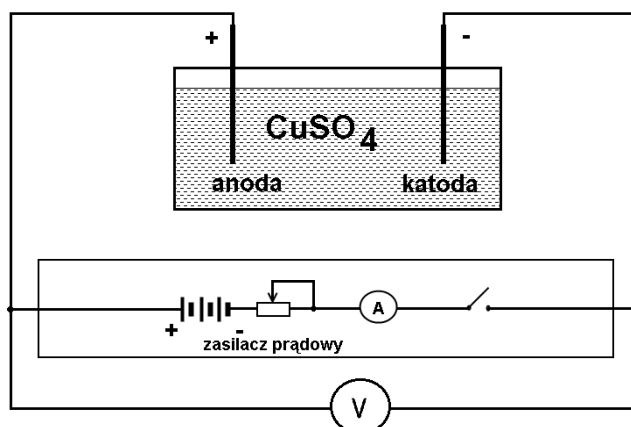 + -
CuSO4
anoda katoda
A
+ -
zasilacz prądowy
V